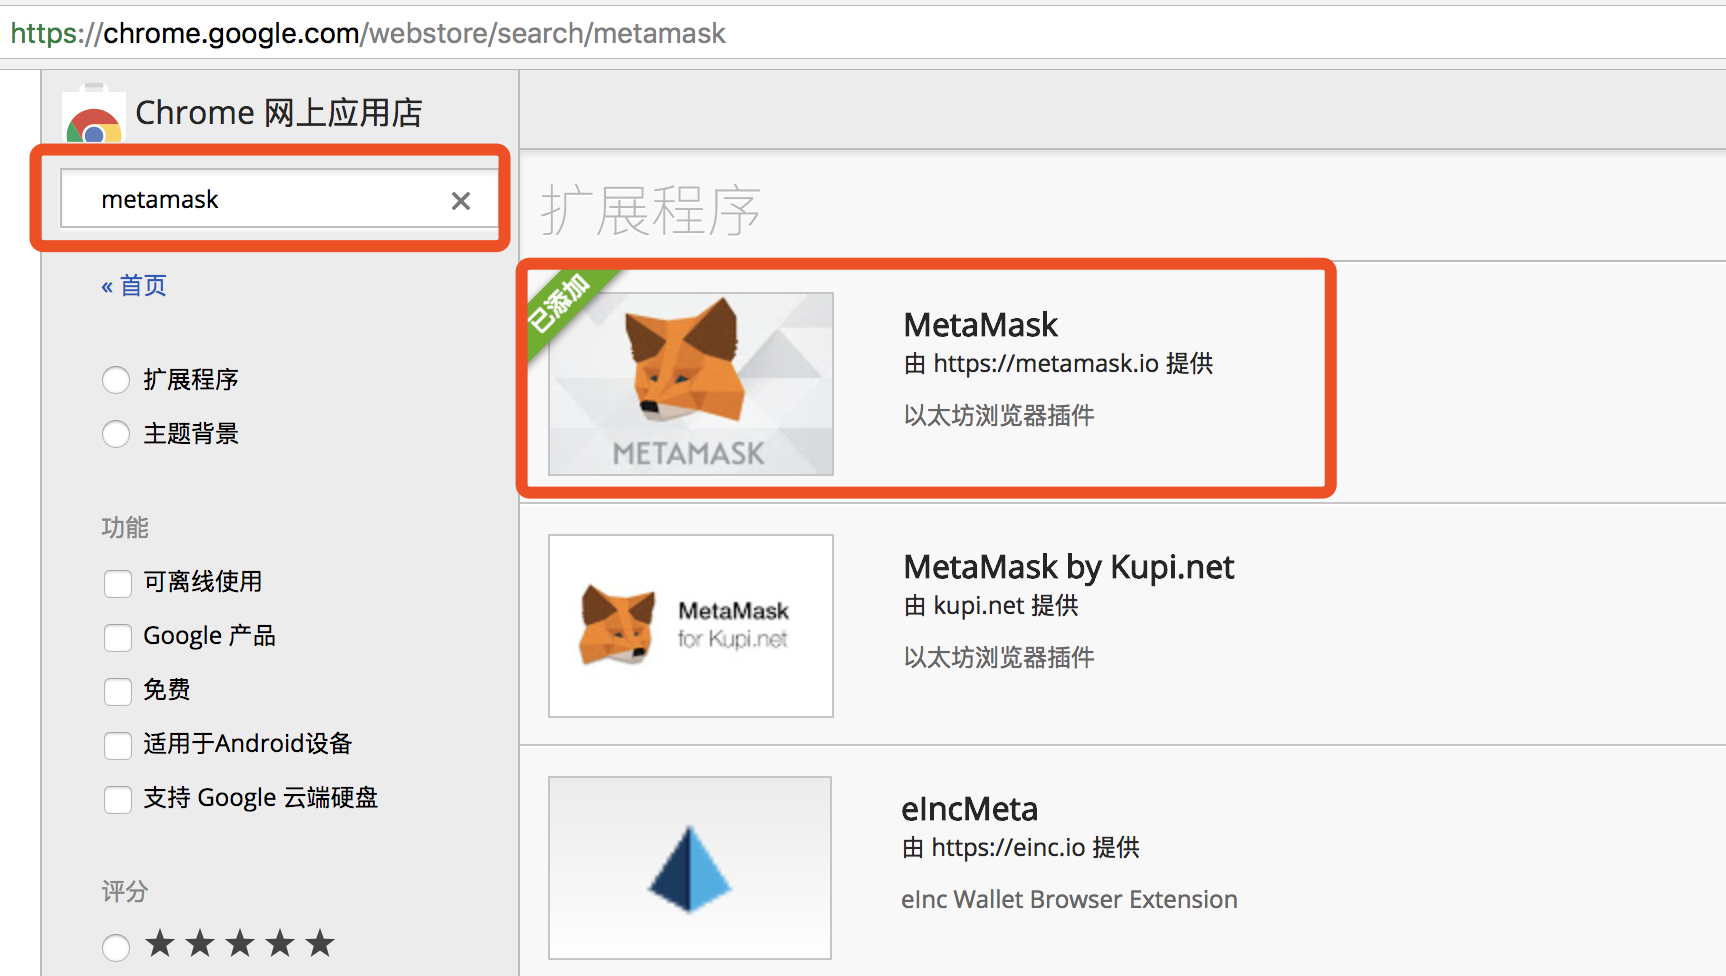 https://chrome.google.com/webstore/search/metamask
Chrome 网上应用店
metamask
« 首页
扩展程序
主题背景
功能
可离线使用
Google 产品
免费
适用于Android设备
支持 Google 云端硬盘
评分
扩展程序
已添加
METAMASK
MetaMask
由 https://metamask.io 提供
以太坊浏览器插件
MetaMask
for Kupi.net
MetaMask by Kupi.net
由 kupi.net 提供
以太坊浏览器插件
eIncMeta
由 https://einc.io 提供
eInc Wallet Browser Extension